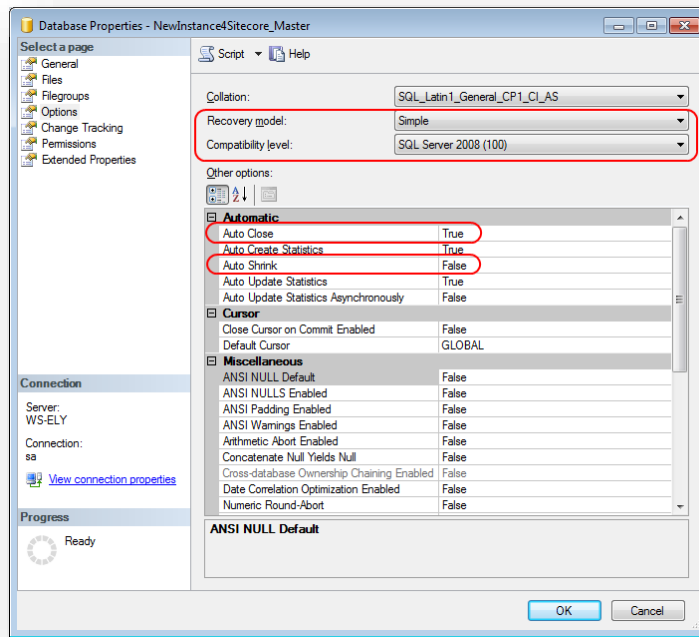 Database Properties - NewInstance4Sitecore_Master
Select a page
General
Files
Filegroups
Options
Change Tracking
Permissions
Extended Properties
Script
Help
Collation: SQL_Latin1_General_CP1_CI_AS
Recovery model: Simple
Compatibility level: SQL Server 2008 (100)
Other options:
Automatic
Auto Close True
Auto Create Statistics True
Auto Shrink False
Auto Update Statistics True
Auto Update Statistics Asynchronously False
Cursor
Close Cursor on Commit Enabled False
Default Cursor GLOBAL
Miscellaneous
ANSI NULL Default False
ANSI NULLS Enabled False
ANSI Padding Enabled False
ANSI Warnings Enabled False
Arithmetic Abort Enabled False
Concatenate Null Yields Null False
Cross-database Ownership Chaining Enabled False
Date Correlation Optimization Enabled False
Numeric Round-Abort False
ANSI NULL Default
Connection
Server:
WS-ELY
Connection:
sa
View connection properties
Progress
Ready
OK
Cancel